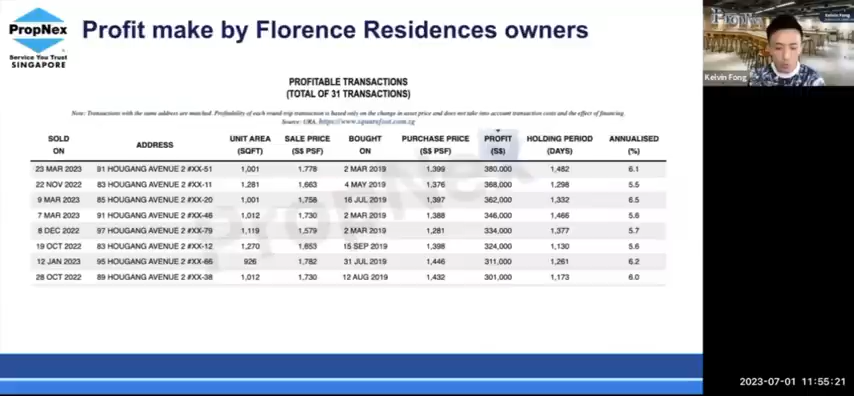 PropNex
Service You Trust
SINGAPORE
Profit make by Florence Residences owners
PROFITABLE TRANSACTIONS
(TOTAL OF 31 TRANSACTIONS)
Note: Transactions with the same address are matched. Profitability of each round-trip transaction is based only on the change in asset price and does not take into account transaction costs and the effect of financing.
Source: URA, https://www.squarefoot.com.sg
SOLD ON ADDRESS UNIT AREA (SQFT) SALE PRICE (S$ PSF) BOUGHT ON PURCHASE PRICE (S$ PSF) PROFIT (S$) HOLDING PERIOD (DAYS) ANNUALISED (%)
23 MAR 2023 91 HOUGANG AVENUE 2 #XX-51 1,001 1,778 2 MAR 2019 1,399 380,000 1,482 6.1
22 NOV 2022 83 HOUGANG AVENUE 2 #XX-11 1,281 1,663 4 MAY 2019 1,376 368,000 1,298 5.5
9 MAR 2023 85 HOUGANG AVENUE 2 #XX-20 1,001 1,758 16 JUL 2019 1,397 362,000 1,332 6.5
7 MAR 2023 91 HOUGANG AVENUE 2 #XX-46 1,012 1,730 2 MAR 2019 1,388 346,000 1,466 5.6
8 DEC 2022 97 HOUGANG AVENUE 2 #XX-79 1,119 1,579 2 MAR 2019 1,281 334,000 1,377 5.7
19 OCT 2022 83 HOUGANG AVENUE 2 #XX-12 1,270 1,653 15 SEP 2019 1,398 324,000 1,130 5.6
12 JAN 2023 95 HOUGANG AVENUE 2 #XX-66 926 1,782 31 JUL 2019 1,446 311,000 1,261 6.2
28 OCT 2022 89 HOUGANG AVENUE 2 #XX-38 1,012 1,730 12 AUG 2019 1,432 301,000 1,173 6.0
PropNex
Kelvin Fong
Kelvin Fong
2023-07-01 11:55:21